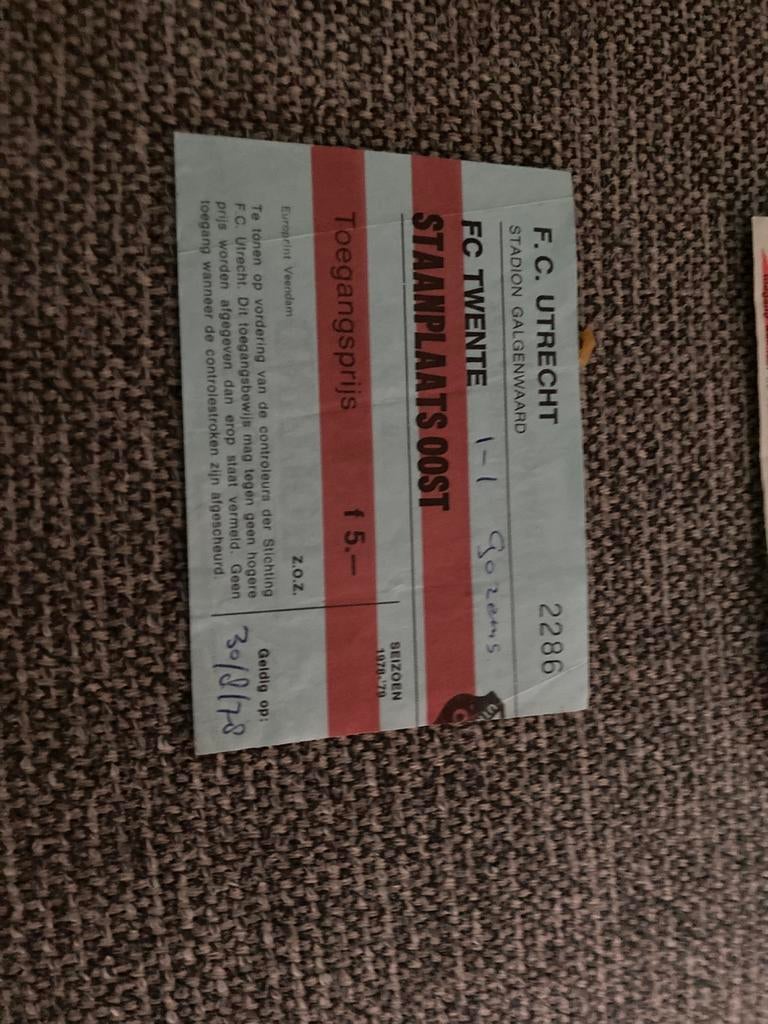 F. C. UTRECHT 2286
STADION GALGENWAARD
FC TWENTE 1-1
STAANPLAATS OOST
SEIZOEN
1978-'79
Toegangsprijs f 5.—
Europrint Veendam z.o.z.
Te tonen op vordering van de controleurs der Stichting
F.C. Utrecht. Dit toegangsbewijs mag tegen geen hogere
prijs worden afgegeven dan erop staat vermeld. Geen
toegang wanneer de controlestroken zijn afgescheurd.
Geldig op:
30/8/78